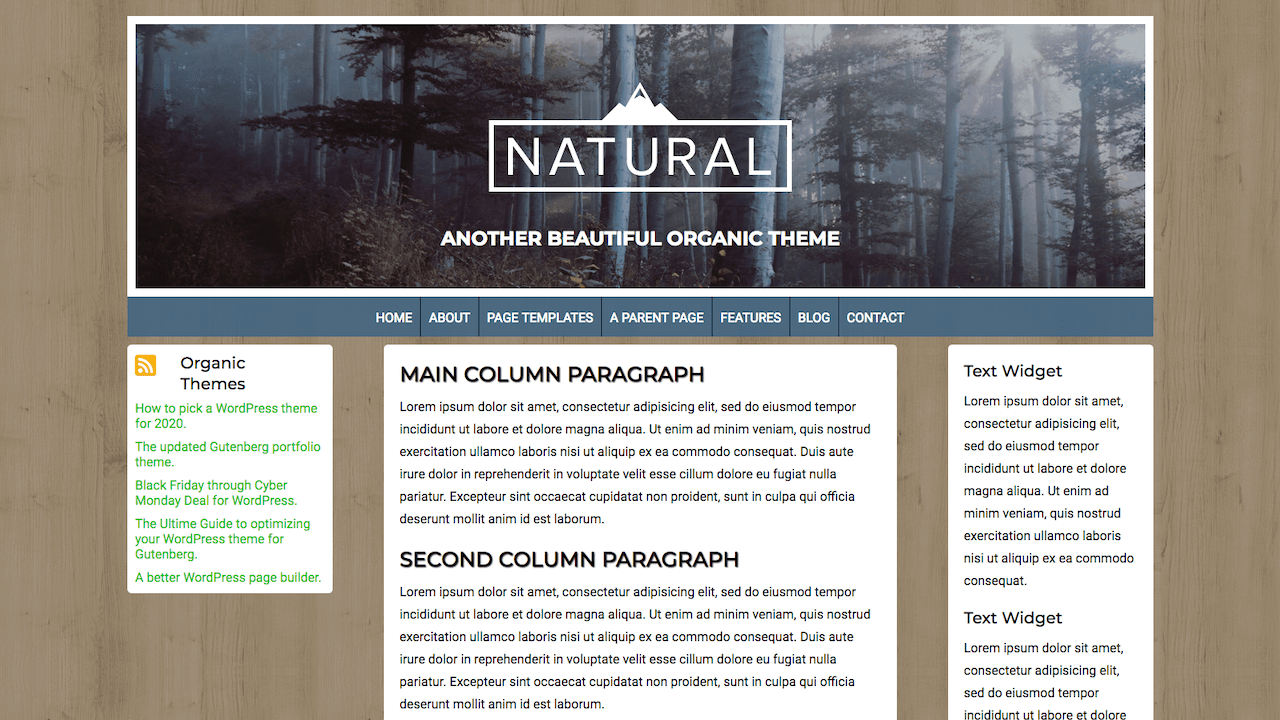 NATURAL
ANOTHER BEAUTIFUL ORGANIC THEME
HOME ABOUT PAGE TEMPLATES A PARENT PAGE FEATURES BLOG CONTACT
Organic
Themes
How to pick a WordPress theme
for 2020.
The updated Gutenberg portfolio
theme.
Black Friday through Cyber
Monday Deal for WordPress.
The Ultime Guide to optimizing
your WordPress theme for
Gutenberg.
A better WordPress page builder.
MAIN COLUMN PARAGRAPH
Lorem ipsum dolor sit amet, consectetur adipisicing elit, sed do eiusmod tempor
incididunt ut labore et dolore magna aliqua. Ut enim ad minim veniam, quis nostrud
exercitation ullamco laboris nisi ut aliquip ex ea commodo consequat. Duis aute
irure dolor in reprehenderit in voluptate velit esse cillum dolore eu fugiat nulla
pariatur. Excepteur sint occaecat cupidatat non proident, sunt in culpa qui officia
deserunt mollit anim id est laborum.
SECOND COLUMN PARAGRAPH
Lorem ipsum dolor sit amet, consectetur adipisicing elit, sed do eiusmod tempor
incididunt ut labore et dolore magna aliqua. Ut enim ad minim veniam, quis nostrud
exercitation ullamco laboris nisi ut aliquip ex ea commodo consequat. Duis aute
irure dolor in reprehenderit in voluptate velit esse cillum dolore eu fugiat nulla
pariatur. Excepteur sint occaecat cupidatat non proident, sunt in culpa qui officia
deserunt mollit anim id est laborum.
Text Widget
Lorem ipsum dolor sit amet,
consectetur adipisicing elit,
sed do eiusmod tempor
incididunt ut labore et dolore
magna aliqua. Ut enim ad
minim veniam, quis nostrud
exercitation ullamco laboris
nisi ut aliquip ex ea commodo
consequat.
Text Widget
Lorem ipsum dolor sit amet,
consectetur adipisicing elit,
sed do eiusmod tempor
incididunt ut labore et dolore